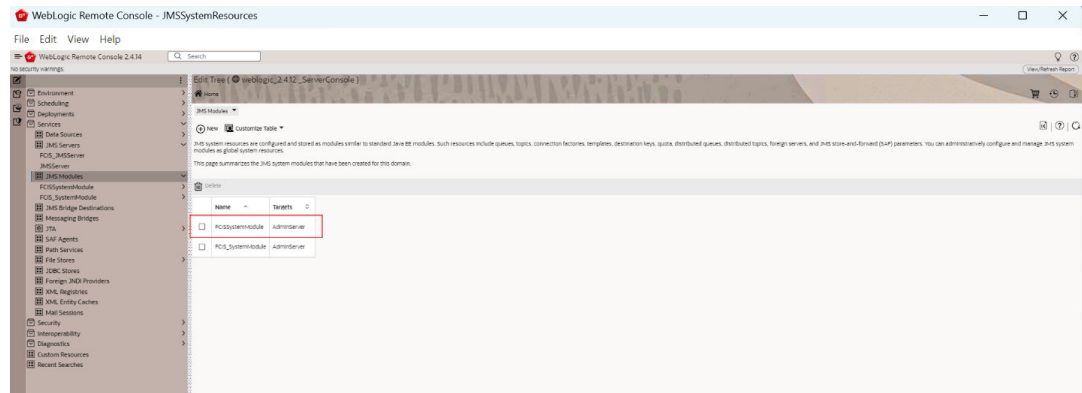 WebLogic Remote Console - JMSSystemResources
File Edit View Help
WebLogic Remote Console 2.4.14
Search
No security warnings
View/Refresh Report
Edit Tree ( weblogic_2.4.12_ServerConsole )
Home
Environment
Scheduling
Deployments
Services
Data Sources
JMS Servers
FCIS_JMSServer
JMSServer
JMS Modules
FCISSystemModule
FCIS_SystemModule
JMS Bridge Destinations
Messaging Bridges
JTA
SAF Agents
Path Services
File Stores
JDBC Stores
Foreign JNDI Providers
XML Registries
XML Entity Caches
Mail Sessions
Security
Interoperability
Diagnostics
Custom Resources
Recent Searches
JMS Modules
New Customize Table
JMS system resources are configured and stored as modules similar to standard Java EE modules. Such resources include queues, topics, connection factories, templates, destination keys, quota, distributed queues, distributed topics, foreign servers, and JMS store-and-forward (SAF) parameters. You can administratively configure and manage JMS system
modules as global system resources.
This page summarizes the JMS system modules that have been created for this domain.
Delete
Name Targets
FCISSystemModule AdminServer
FCIS_SystemModule AdminServer